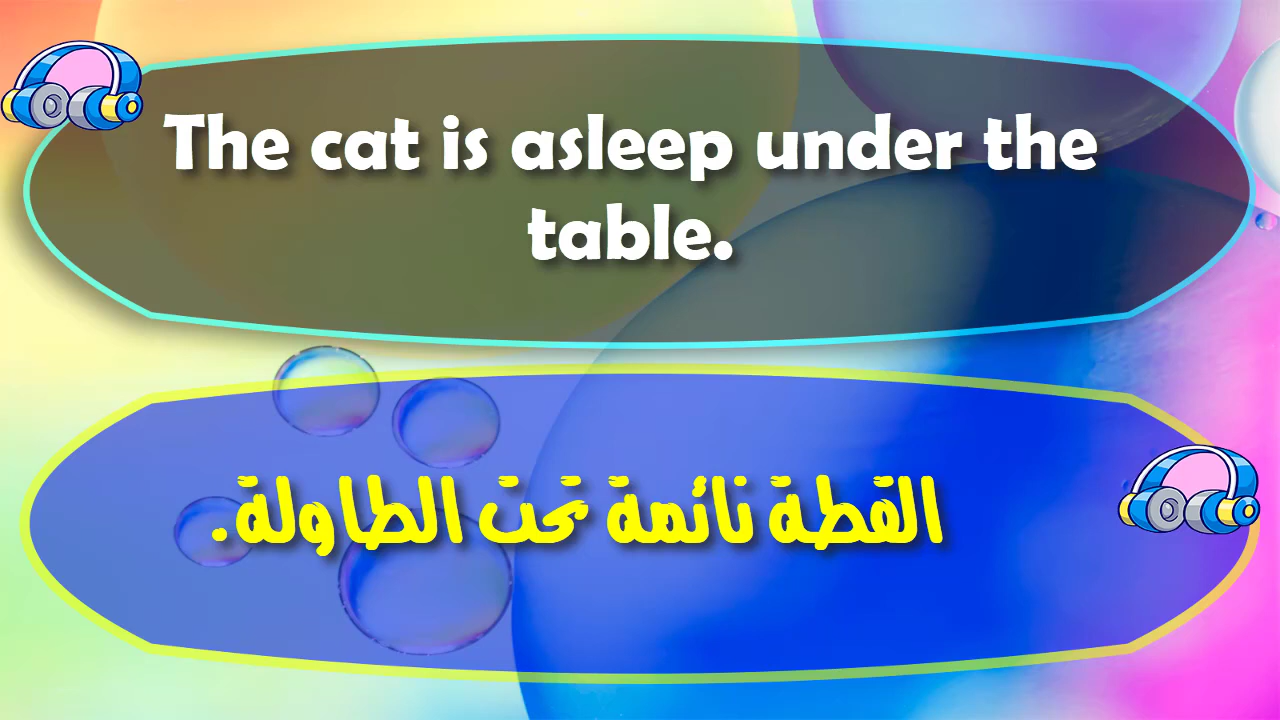 The cat is asleep under the
table.
القطة نائمة تحت الطاولة.